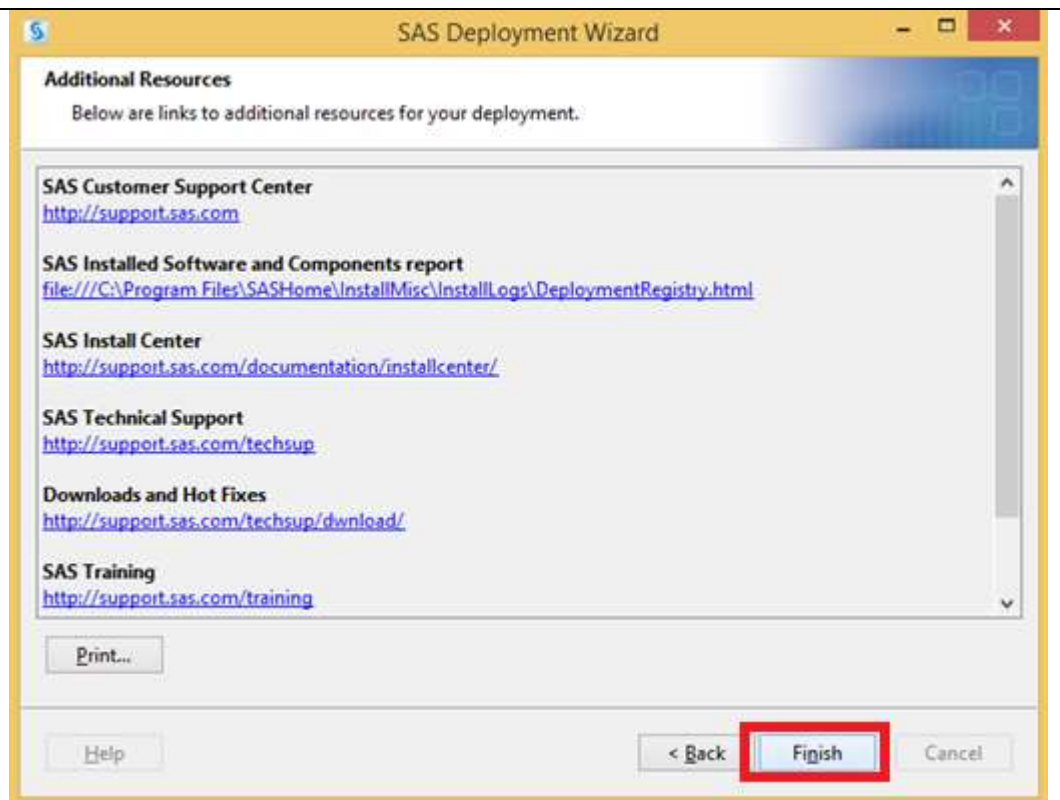 SAS Deployment Wizard
Additional Resources
Below are links to additional resources for your deployment.
SAS Customer Support Center
http://support.sas.com
SAS Installed Software and Components report
file:///C:\Program Files\SASHome\InstallMisc\InstallLogs\DeploymentRegistry.html
SAS Install Center
http://support.sas.com/documentation/installcenter/
SAS Technical Support
http://support.sas.com/techsup
Downloads and Hot Fixes
http://support.sas.com/techsup/dwnload/
SAS Training
http://support.sas.com/training
Print...
Help < Back Finish Cancel